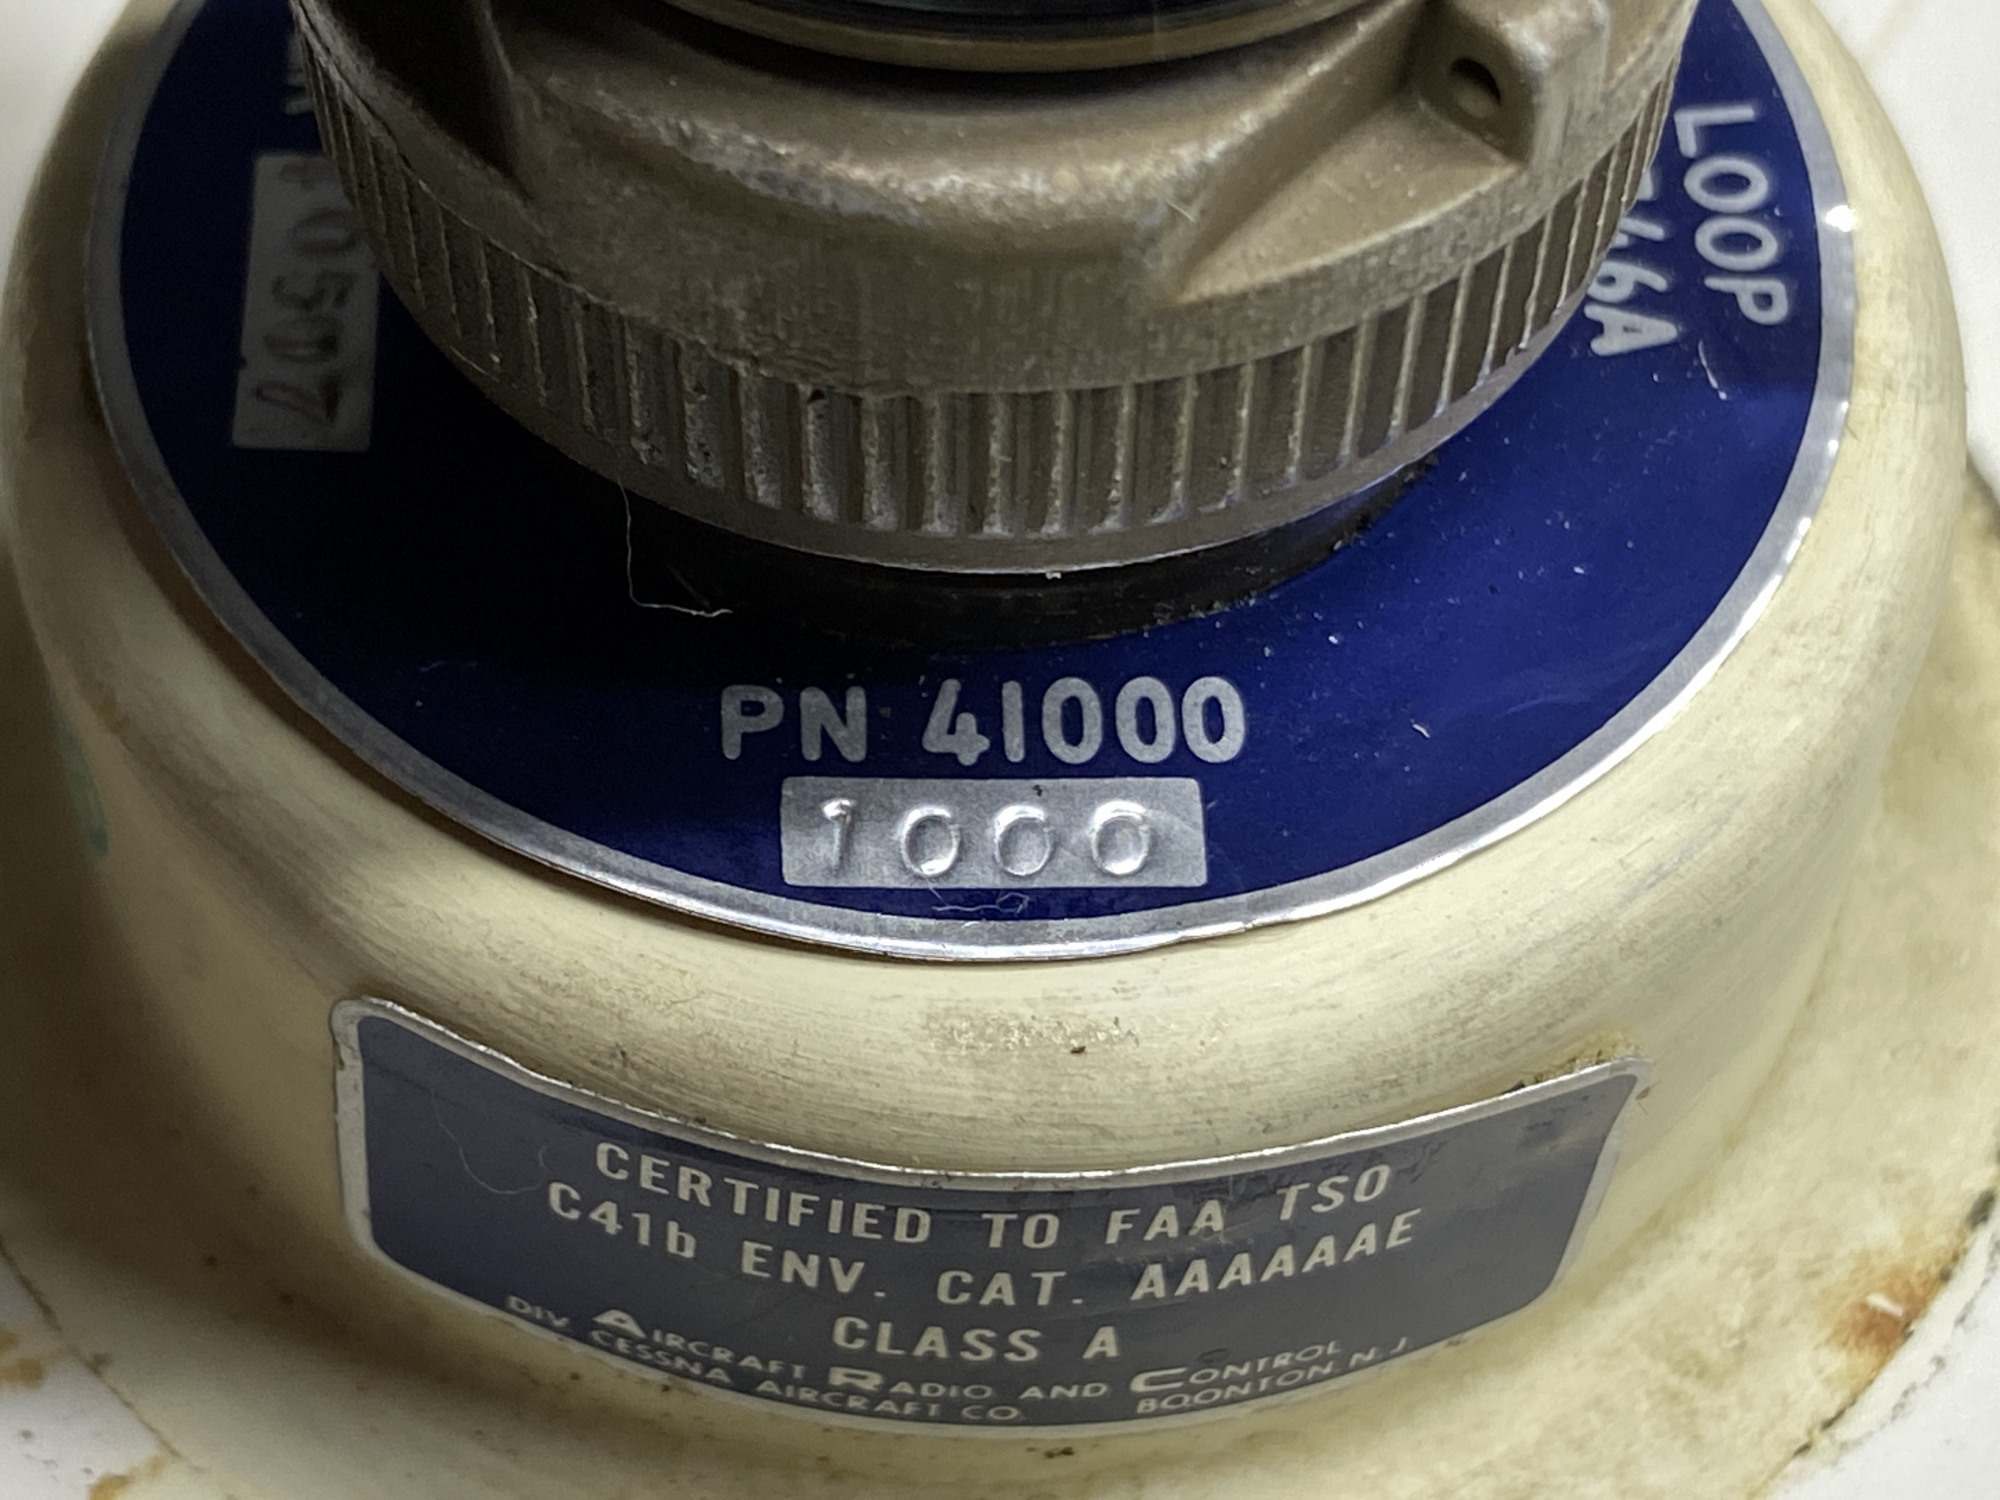 LOOP
46A
PN 41000
1000
CERTIFIED TO FAA TSO
C41b ENV. CAT. AAAAAAE
CLASS A
AIRCRAFT RADIO AND CONTROL
DIV. CESSNA AIRCRAFT CO. BOONTON N.J.